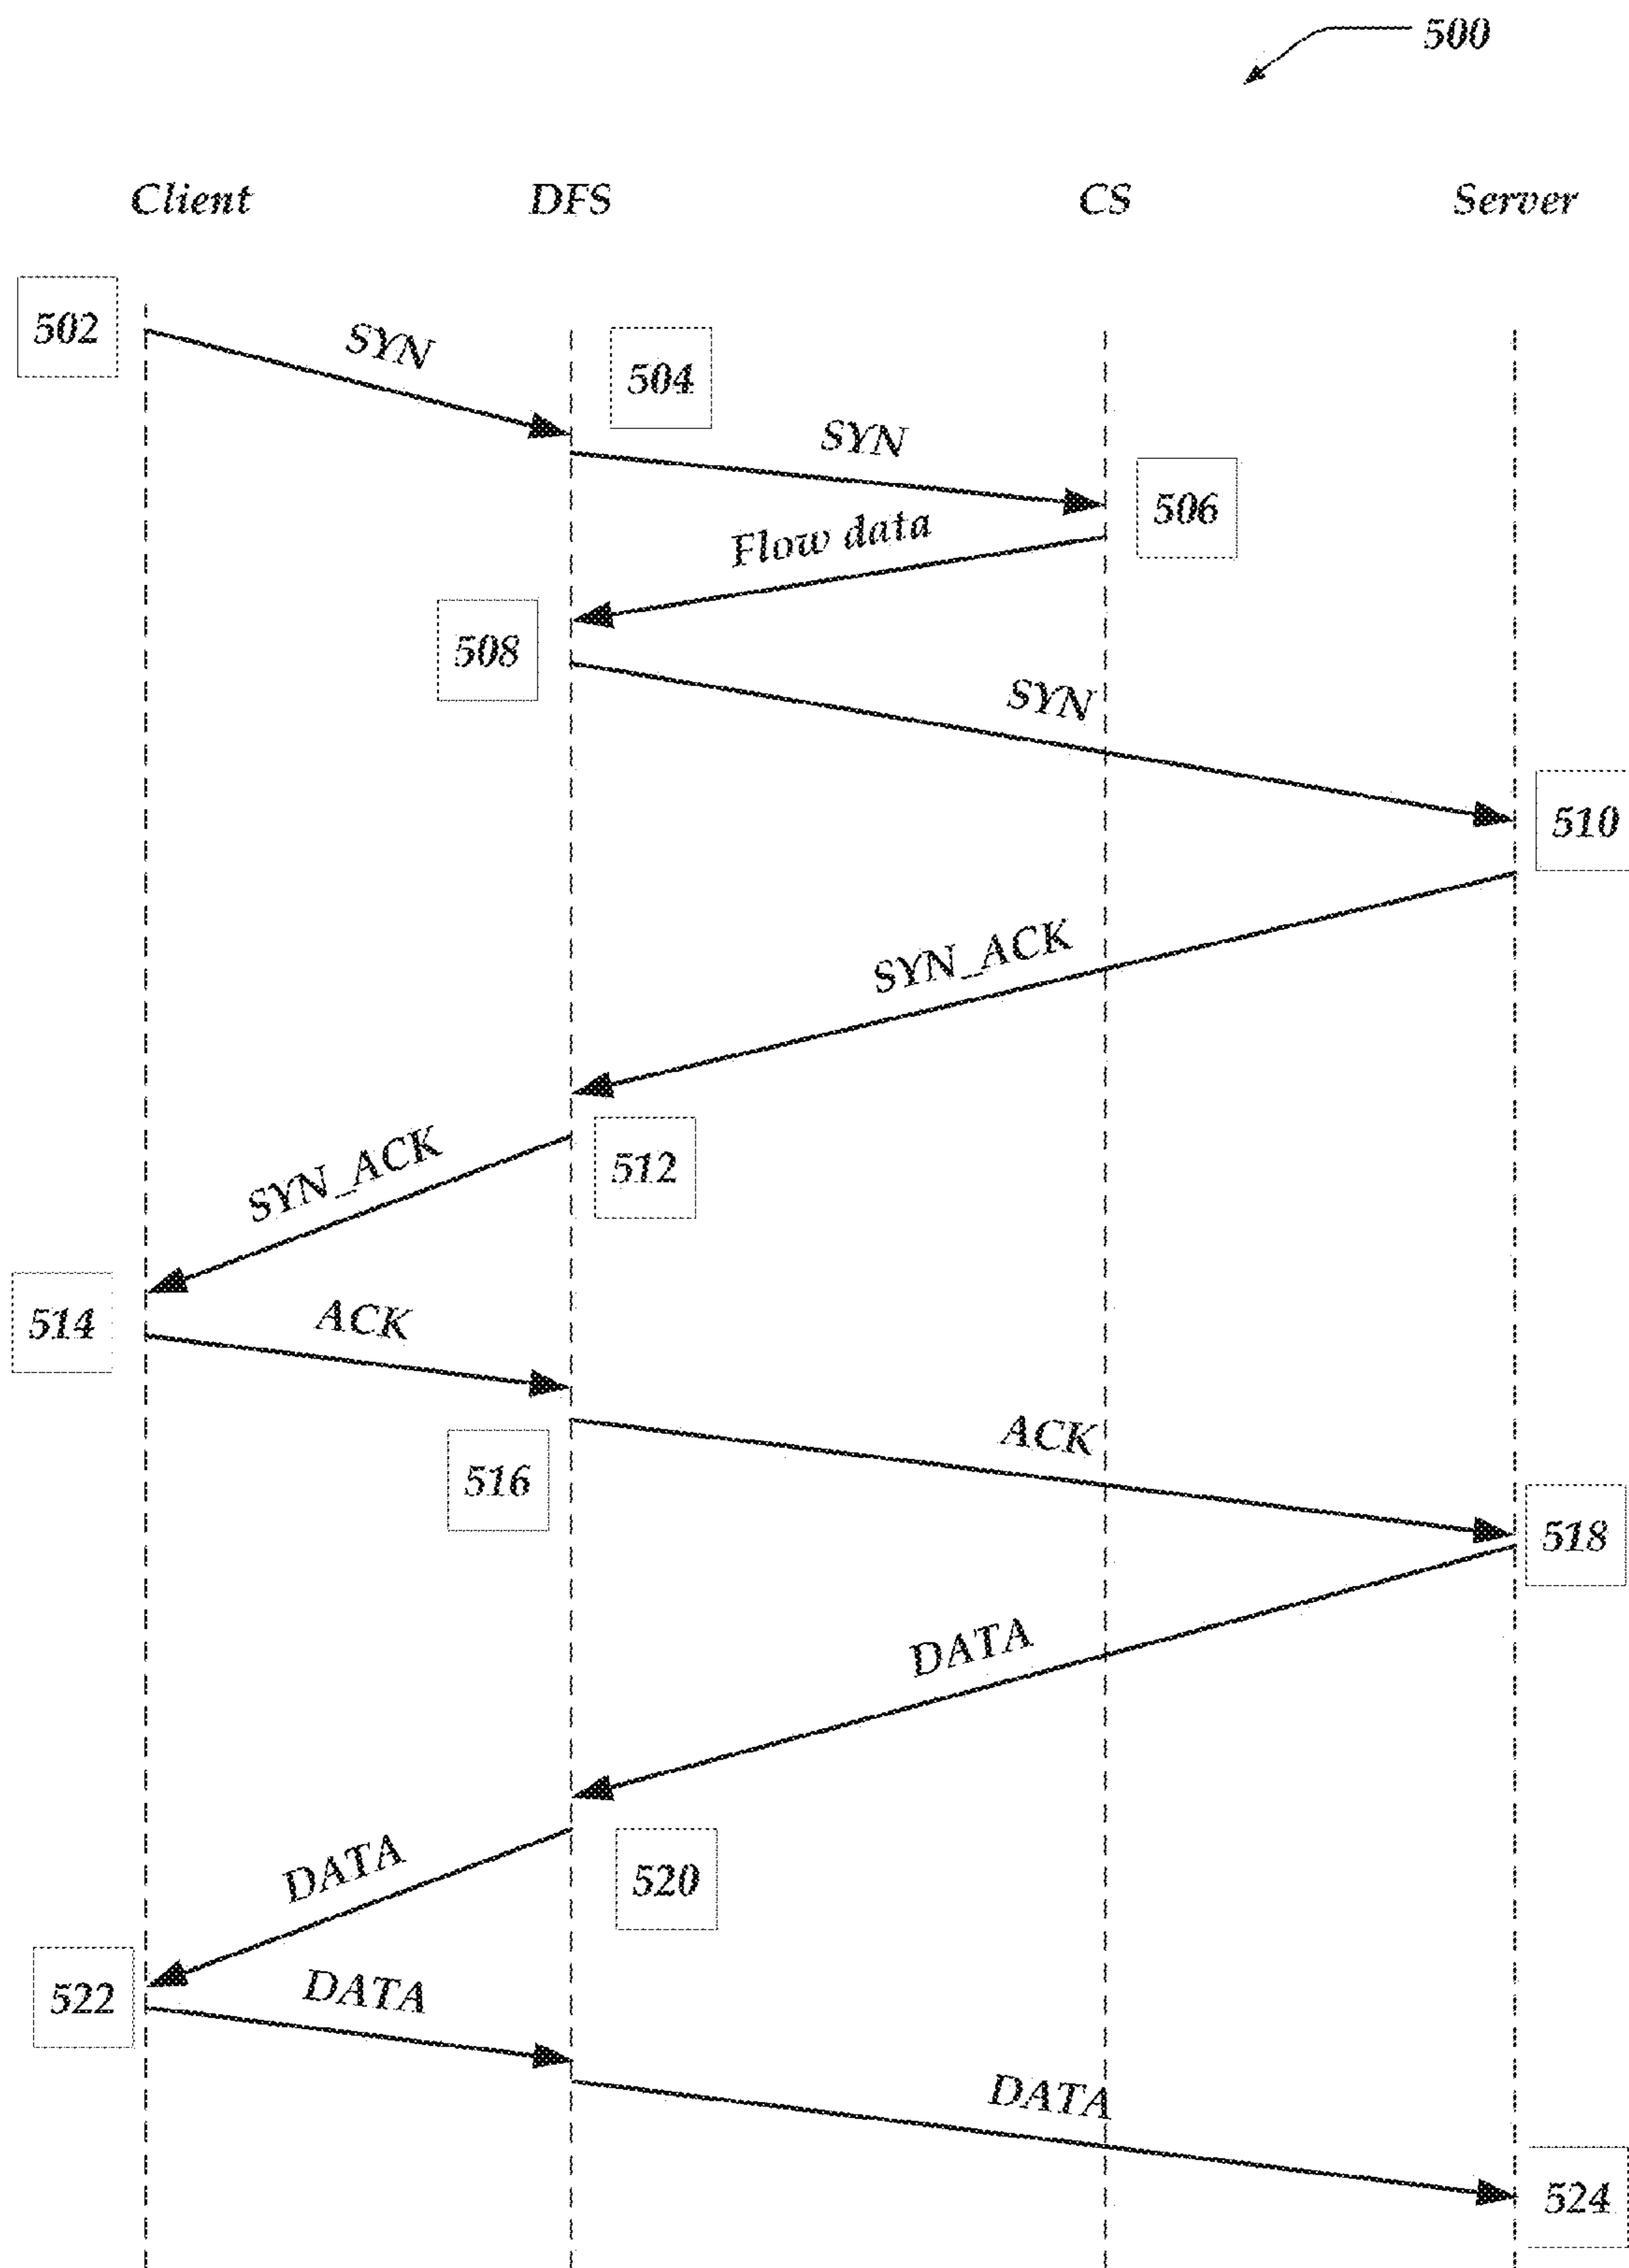 500
Client DFS CS Server
502
SYN
504
SYN
506
Flow data
508
SYN
510
SYN_ACK
512
SYN_ACK
514
ACK
516
ACK
518
DATA
520
DATA
522
DATA
DATA
524